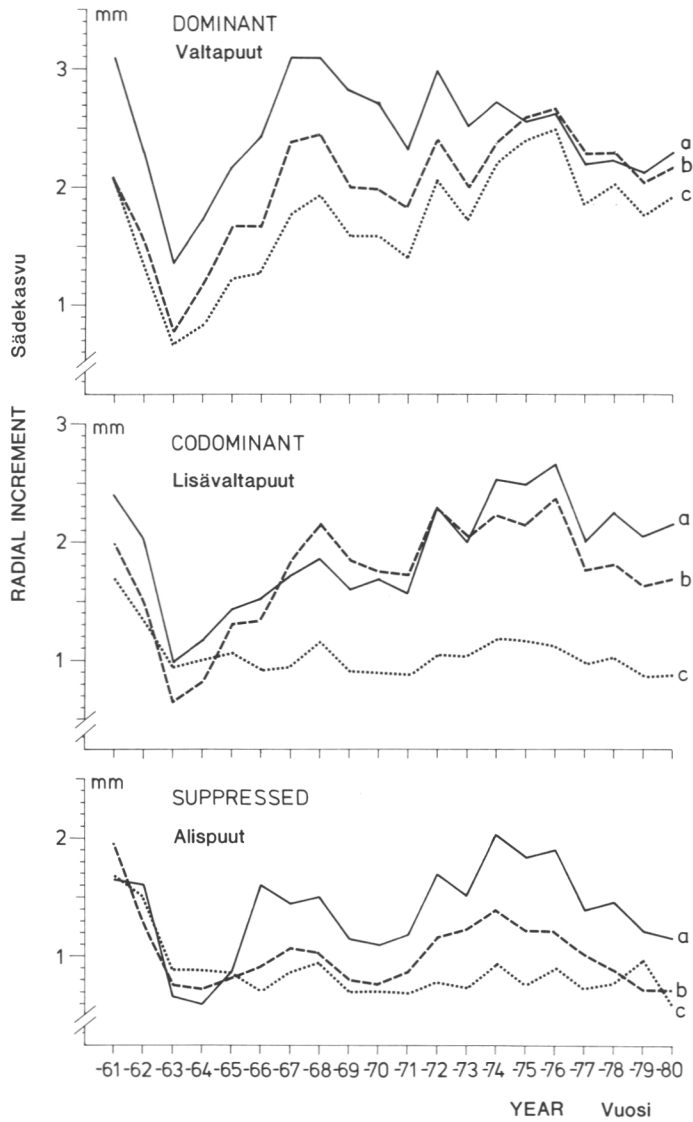 mm
DOMINANT
Valtapuut
3
2
1
a
b
c
Sädekasvu
RADIAL INCREMENT
3
mm
CODOMINANT
Lisävaltapuut
2
1
a
b
c
mm
SUPPRESSED
Alispuut
2
1
a
b
c
-61 -62 -63 -64 -65 -66 -67 -68 -69 -70 -71 -72 -73 -74 -75 -76 -77 -78 -79 -80
YEAR Vuosi